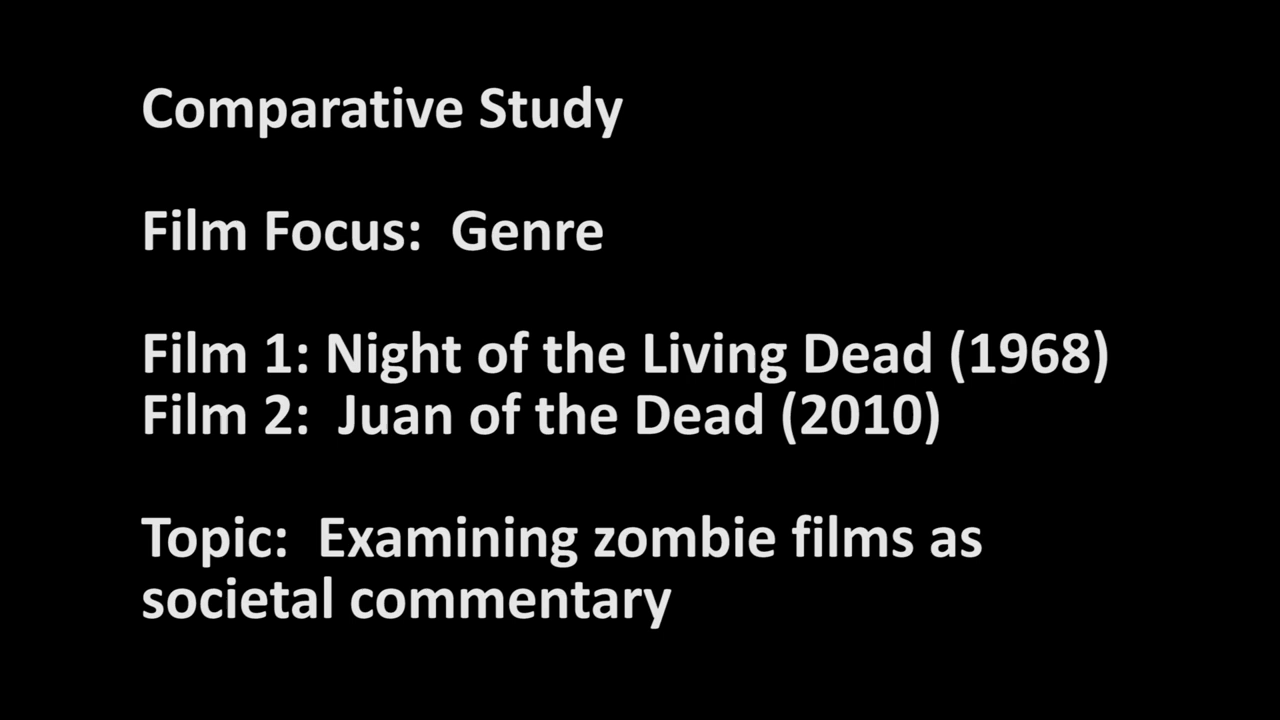 Comparative Study
Film Focus:  Genre
Film 1: Night of the Living Dead (1968)
Film 2:  Juan of the Dead (2010)
Topic:  Examining zombie films as
societal commentary